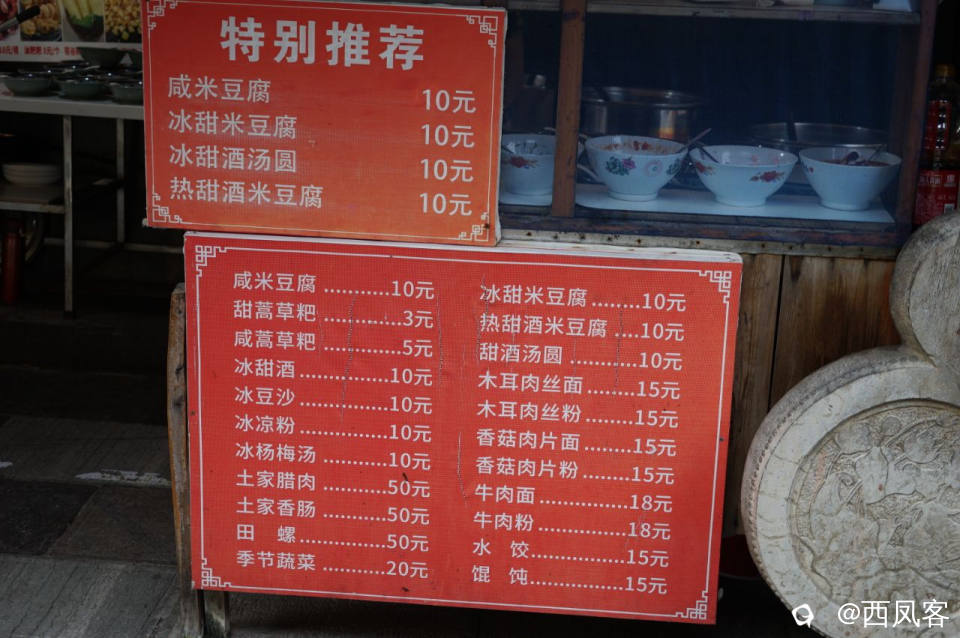 特别推荐
咸米豆腐 10元
冰甜米豆腐 10元
冰甜酒汤圆 10元
热甜酒米豆腐 10元
咸米豆腐............10元
甜蒿草粑..............3元
咸蒿草粑..............5元
冰甜酒................10元
冰豆沙................10元
冰凉粉................10元
冰杨梅汤.............10元
土家腊肉.............50元
土家香肠.............50元
田 螺................50元
季节蔬菜.............20元
冰甜米豆腐.........10元
热甜酒米豆腐.....10元
甜酒汤圆............10元
木耳肉丝面.........15元
木耳肉丝粉.........15元
香菇肉片面.........15元
香菇肉片粉.........15元
牛肉面...............18元
牛肉粉...............18元
水 饺................15元
馄 饨................15元
@西凤客